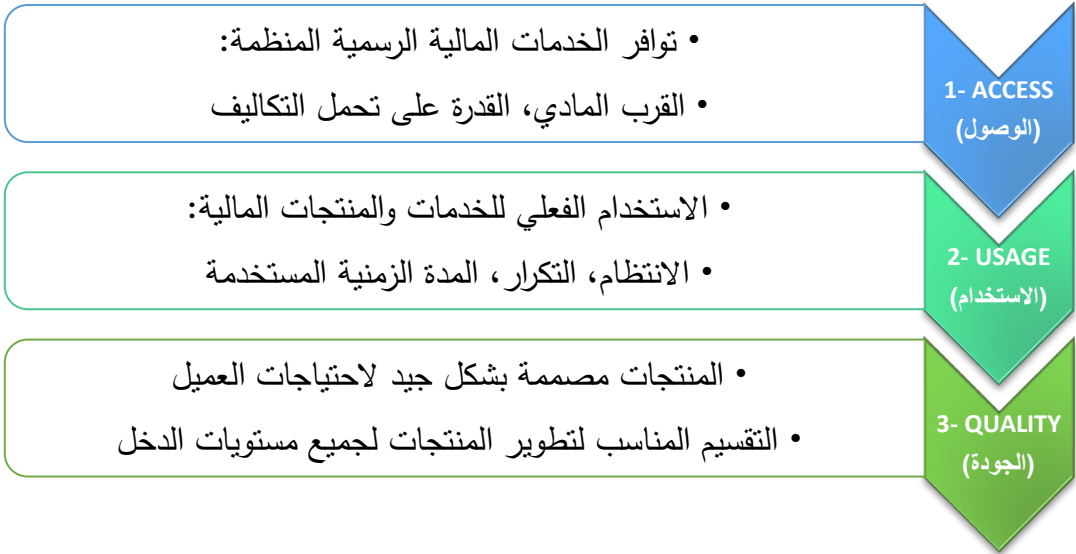 1- ACCESS
(الوصول)
• توافر الخدمات المالية الرسمية المنظمة:
• القرب المادي، القدرة على تحمل التكاليف
2- USAGE
(الاستخدام)
• الاستخدام الفعلي للخدمات والمنتجات المالية:
• الانتظام، التكرار، المدة الزمنية المستخدمة
3- QUALITY
(الجودة)
• المنتجات مصممة بشكل جيد لاحتياجات العميل
• التقسيم المناسب لتطوير المنتجات لجميع مستويات الدخل